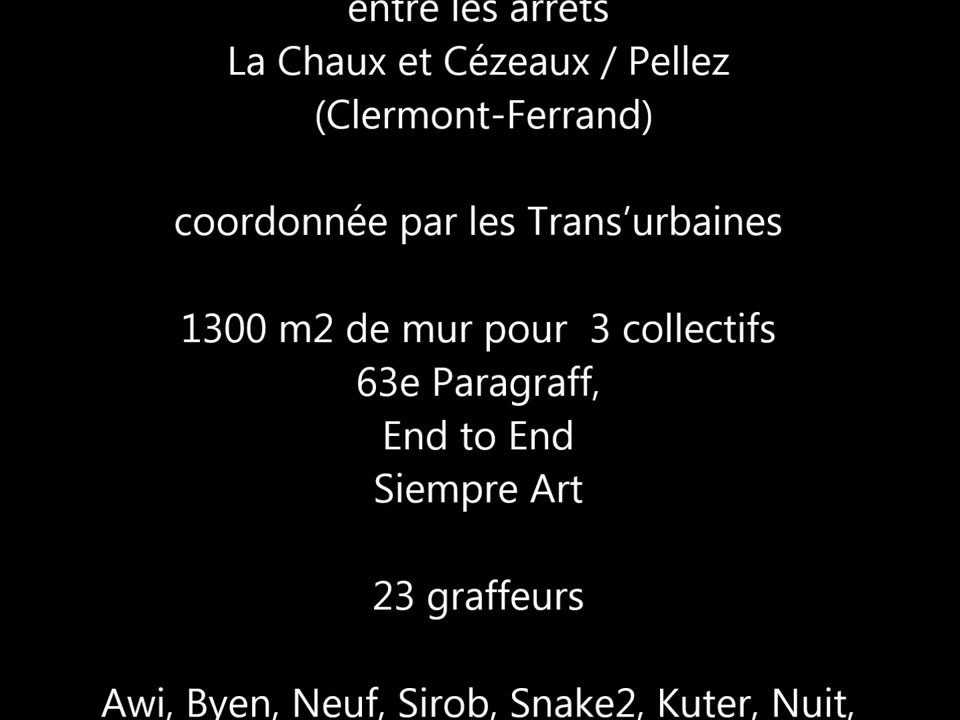 entre les arrêts
La Chaux et Cézeaux / Pellez
(Clermont-Ferrand)
coordonnée par les Trans’urbaines
1300 m2 de mur pour  3 collectifs
63e Paragraff,
End to End
Siempre Art
23 graffeurs
Awi, Byen, Neuf, Sirob, Snake2, Kuter, Nuit,